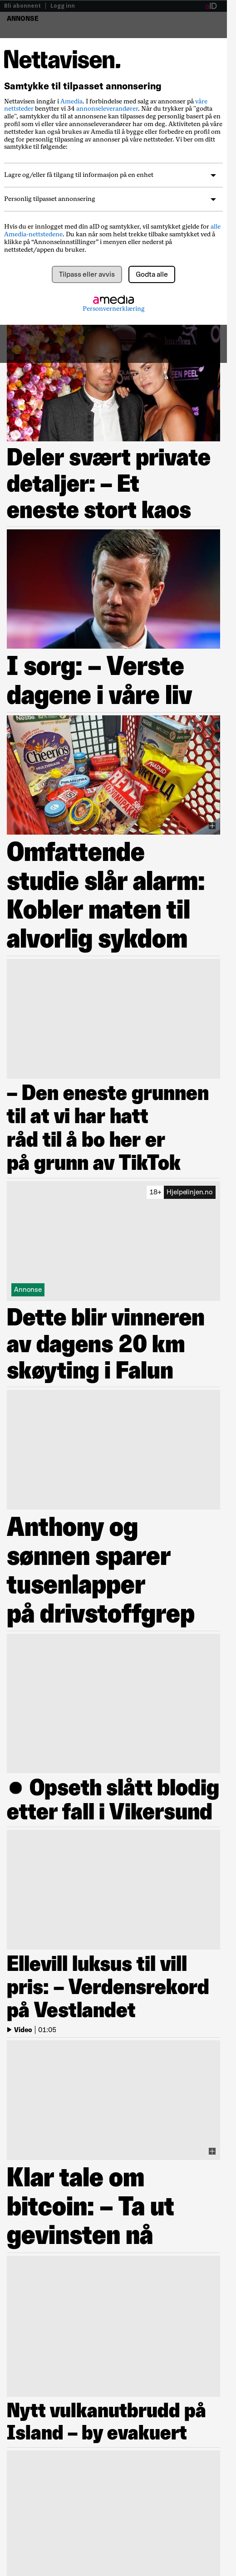 Bli abonnent | Logg inn
ANNONSE
Nettavisen.
Samtykke til tilpasset annonsering
Nettavisen inngår i Amedia. I forbindelse med salg av annonser på våre
nettsteder benytter vi 34 annonseleverandører. Når du trykker på "godta
alle", samtykker du til at annonsene kan tilpasses deg personlig basert på en
profil vi eller våre annonseleverandører har om deg. Aktiviteten din på våre
nettsteder kan også brukes av Amedia til å bygge eller forbedre en profil om
deg for personlig tilpasning av annonser på våre nettsteder. Vi ber om ditt
samtykke til følgende:
Lagre og/eller få tilgang til informasjon på en enhet
Personlig tilpasset annonsering
Hvis du er innlogget med din aID og samtykker, vil samtykket gjelde for alle
Amedia-nettstedene. Du kan når som helst trekke tilbake samtykket ved å
klikke på “Annonseinnstillinger” i menyen eller nederst på
nettstedet/appen du bruker.
Tilpass eller avvis
Godta alle
amedia
Personvernerklæring
Deler svært private
detaljer: – Et
eneste stort kaos
I sorg: – Verste
dagene i våre liv
Cheerios
Omfattende
studie slår alarm:
Kobler maten til
alvorlig sykdom
– Den eneste grunnen
til at vi har hatt
råd til å bo her er
på grunn av TikTok
18+ Hjelpelinjen.no
Annonse
Dette blir vinneren
av dagens 20 km
skøyting i Falun
Anthony og
sønnen sparer
tusenlapper
på drivstoffgrep
● Opseth slått blodig
etter fall i Vikersund
Ellevill luksus til vill
pris: – Verdensrekord
på Vestlandet
Video | 01:05
Klar tale om
bitcoin: – Ta ut
gevinsten nå
Nytt vulkanutbrudd på
Island – by evakuert